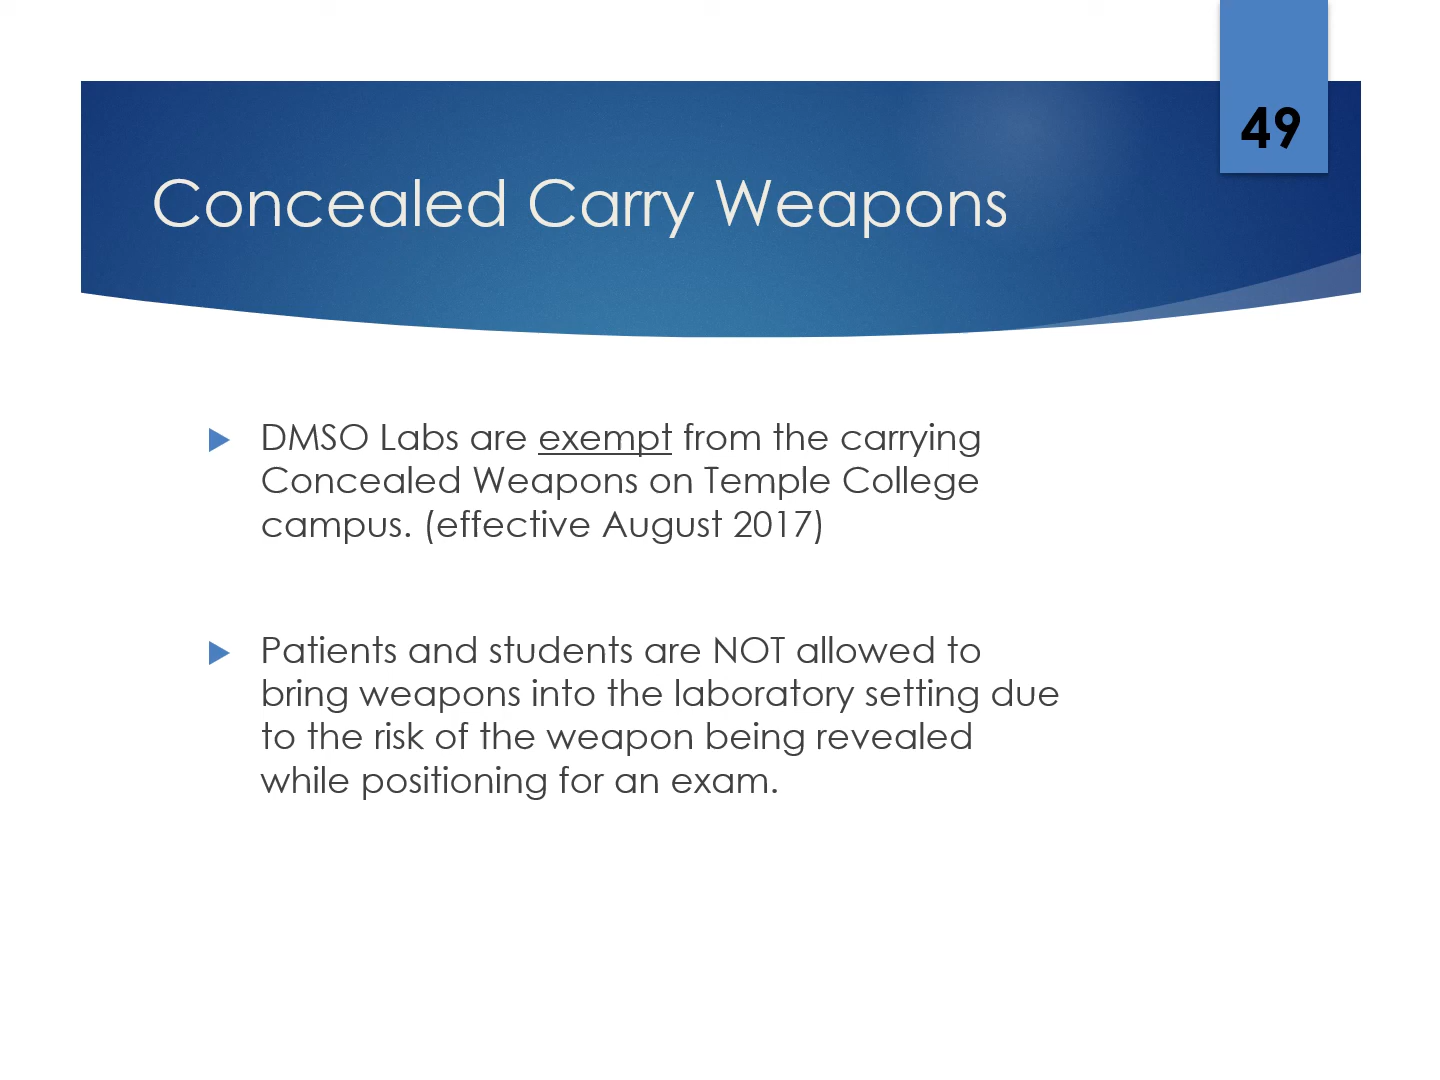 49
Concealed Carry Weapons
DMSO Labs are exempt from the carrying
Concealed Weapons on Temple College
campus. (effective August 2017)
Patients and students are NOT allowed to
bring weapons into the laboratory setting due
to the risk of the weapon being revealed
while positioning for an exam.